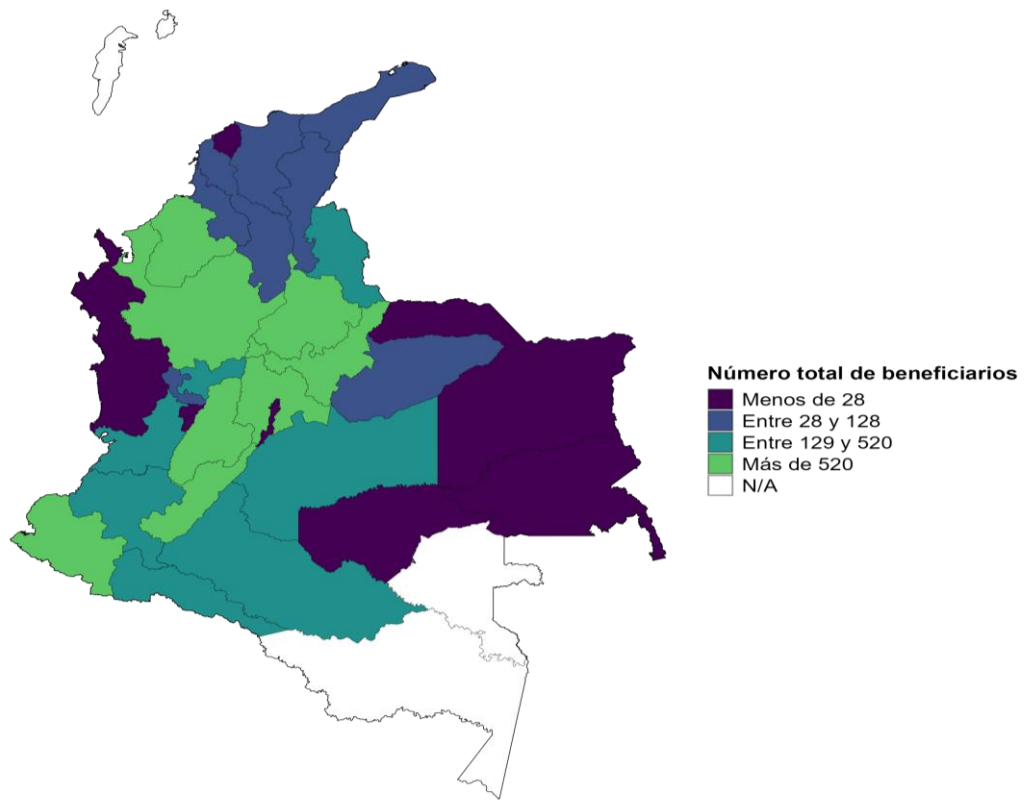 Número total de beneficiarios
Menos de 28
Entre 28 y 128
Entre 129 y 520
Más de 520
N/A